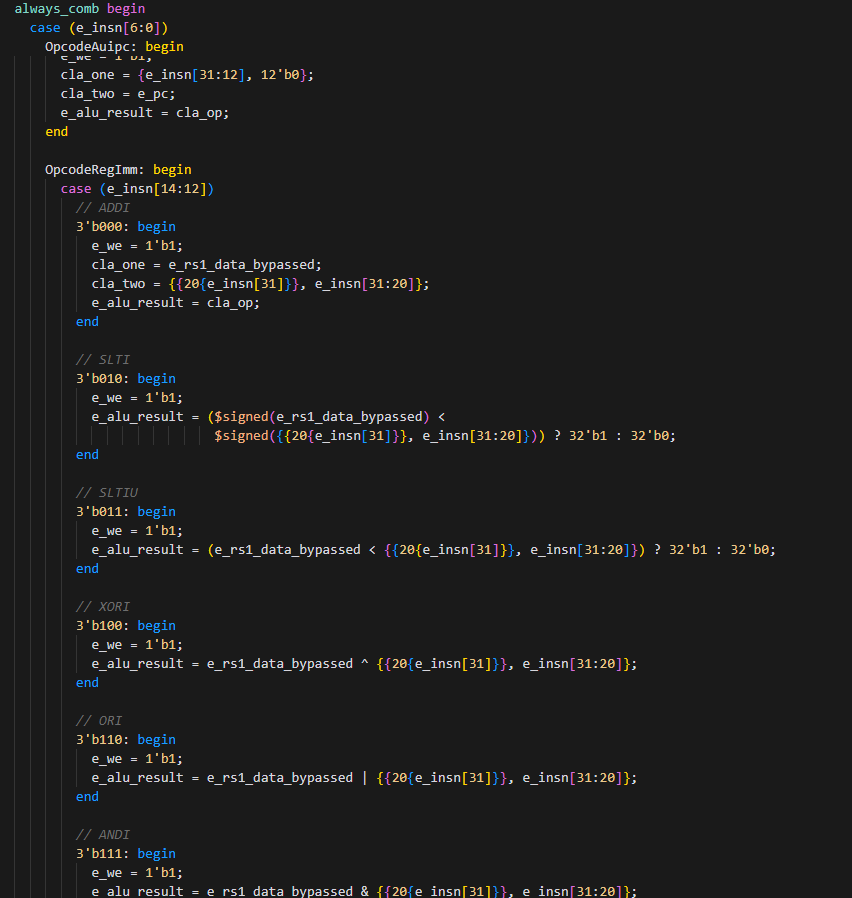 always_comb begin
  case (e_insn[6:0])
    OpcodeAuipc: begin
      e_we = 1'b1;
      cla_one = {e_insn[31:12], 12'b0};
      cla_two = e_pc;
      e_alu_result = cla_op;
    end

    OpcodeRegImm: begin
      case (e_insn[14:12])
        // ADDI
        3'b000: begin
          e_we = 1'b1;
          cla_one = e_rs1_data_bypassed;
          cla_two = {{20{e_insn[31]}}, e_insn[31:20]};
          e_alu_result = cla_op;
        end

        // SLTI
        3'b010: begin
          e_we = 1'b1;
          e_alu_result = ($signed(e_rs1_data_bypassed) <
                          $signed({{20{e_insn[31]}}, e_insn[31:20]})) ? 32'b1 : 32'b0;
        end

        // SLTIU
        3'b011: begin
          e_we = 1'b1;
          e_alu_result = (e_rs1_data_bypassed < {{20{e_insn[31]}}, e_insn[31:20]}) ? 32'b1 : 32'b0;
        end

        // XORI
        3'b100: begin
          e_we = 1'b1;
          e_alu_result = e_rs1_data_bypassed ^ {{20{e_insn[31]}}, e_insn[31:20]};
        end

        // ORI
        3'b110: begin
          e_we = 1'b1;
          e_alu_result = e_rs1_data_bypassed | {{20{e_insn[31]}}, e_insn[31:20]};
        end

        // ANDI
        3'b111: begin
          e_we = 1'b1;
          e_alu_result = e_rs1_data_bypassed & {{20{e_insn[31]}}, e_insn[31:20]};